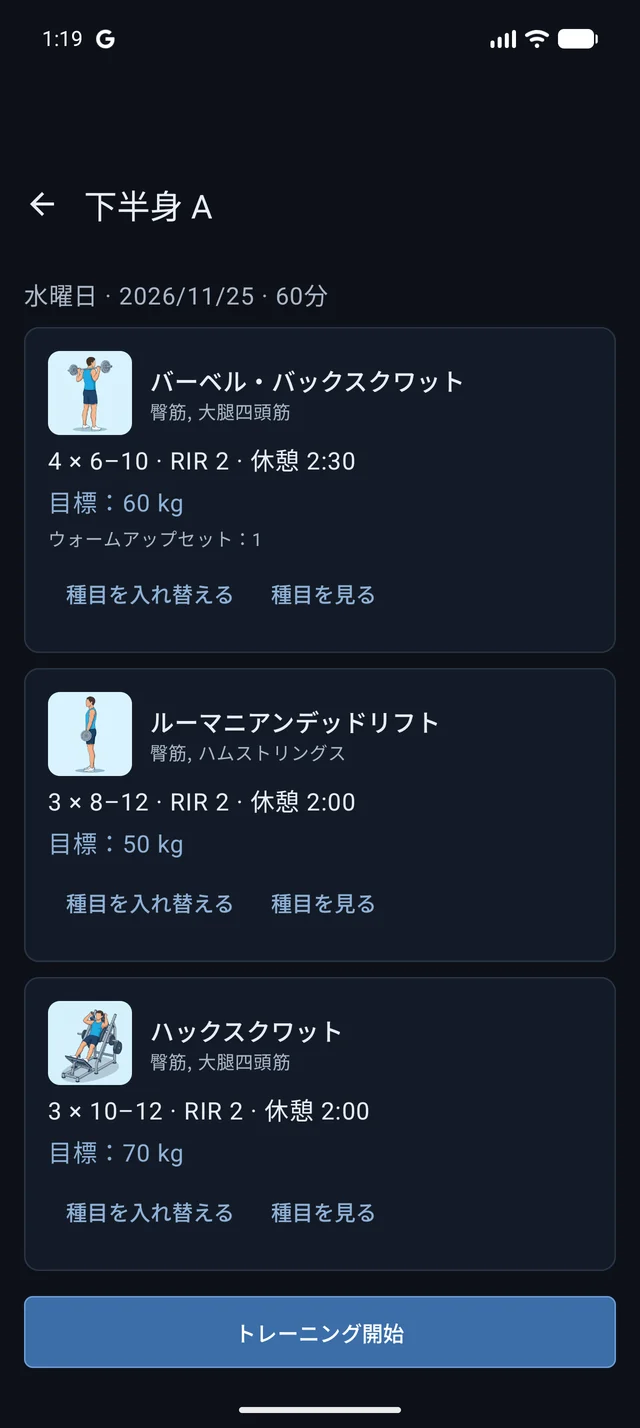 1:19 G
下半身 A
水曜日 · 2026/11/25 · 60分
バーベル・バックスクワット
臀筋, 大腿四頭筋
4 × 6–10 · RIR 2 · 休憩 2:30
目標：60 kg
ウォームアップセット：1
種目を入れ替える 種目を見る
ルーマニアンデッドリフト
臀筋, ハムストリングス
3 × 8–12 · RIR 2 · 休憩 2:00
目標：50 kg
種目を入れ替える 種目を見る
ハックスクワット
臀筋, 大腿四頭筋
3 × 10–12 · RIR 2 · 休憩 2:00
目標：70 kg
種目を入れ替える 種目を見る
トレーニング開始